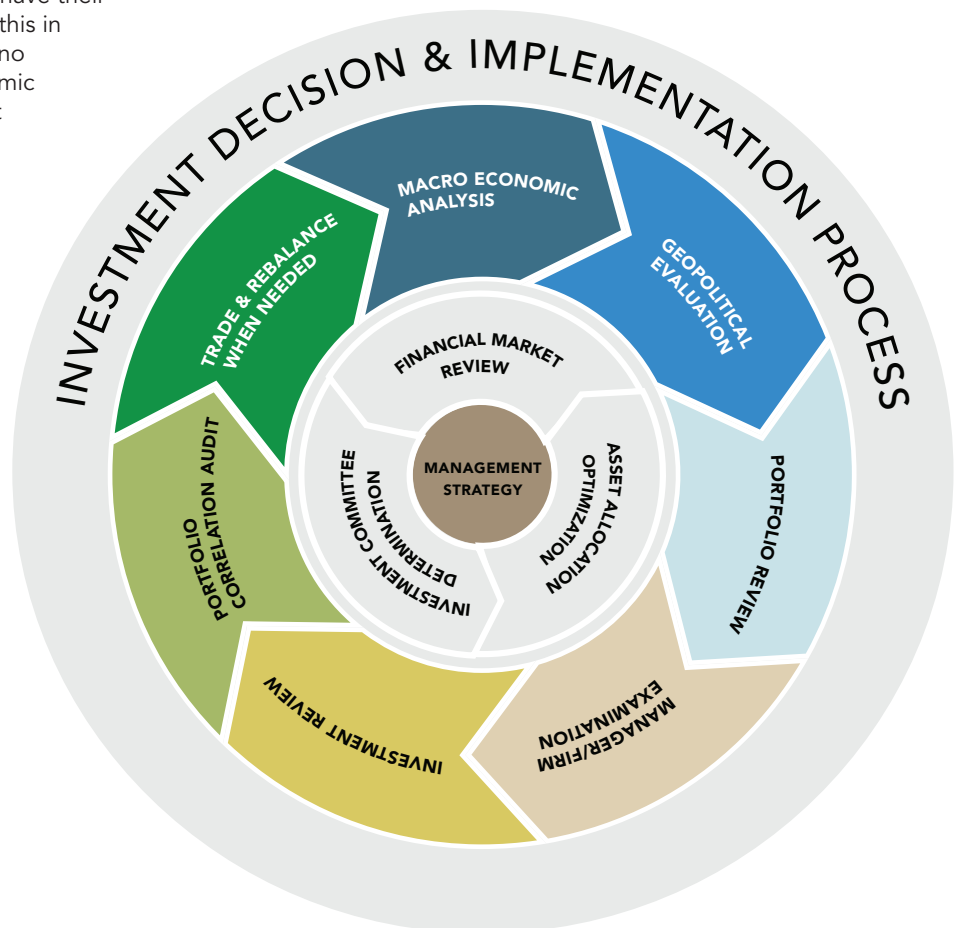 have their
this in
no
mic
t
INVESTMENT DECISION & IMPLEMENTATION PROCESS
MACRO ECONOMIC
ANALYSIS
GEOPOLITICAL
EVALUATION
PORTFOLIO REVIEW
MANAGER/FIRM
EXAMINATION
INVESTMENT REVIEW
PORTFOLIO
CORRELATION AUDIT
TRADE & REBALANCE
WHEN NEEDED
FINANCIAL MARKET
REVIEW
ASSET ALLOCATION
OPTIMIZATION
INVESTMENT COMMITTEE
DETERMINATION
MANAGEMENT
STRATEGY